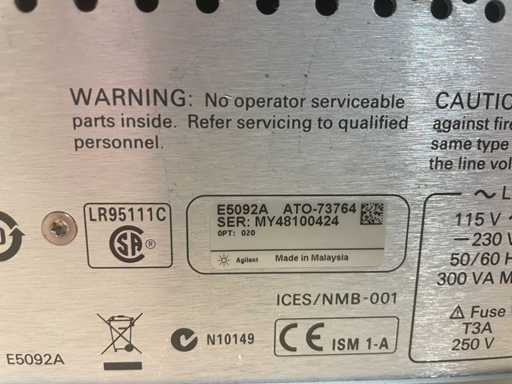 WARNING: No operator serviceable
parts inside. Refer servicing to qualified
personnel.
CAUTIC
against fire
same type
the line vol
LR95111C
SA ®
E5092A ATO-73764
SER: MY48100424
OPT: 020
Agilent Made in Malaysia
~ L
115 V ~
—230 V
50/60 H
300 VA M
Fuse
T3A
250 V
ICES/NMB-001
N10149
CE ISM 1-A
E5092A